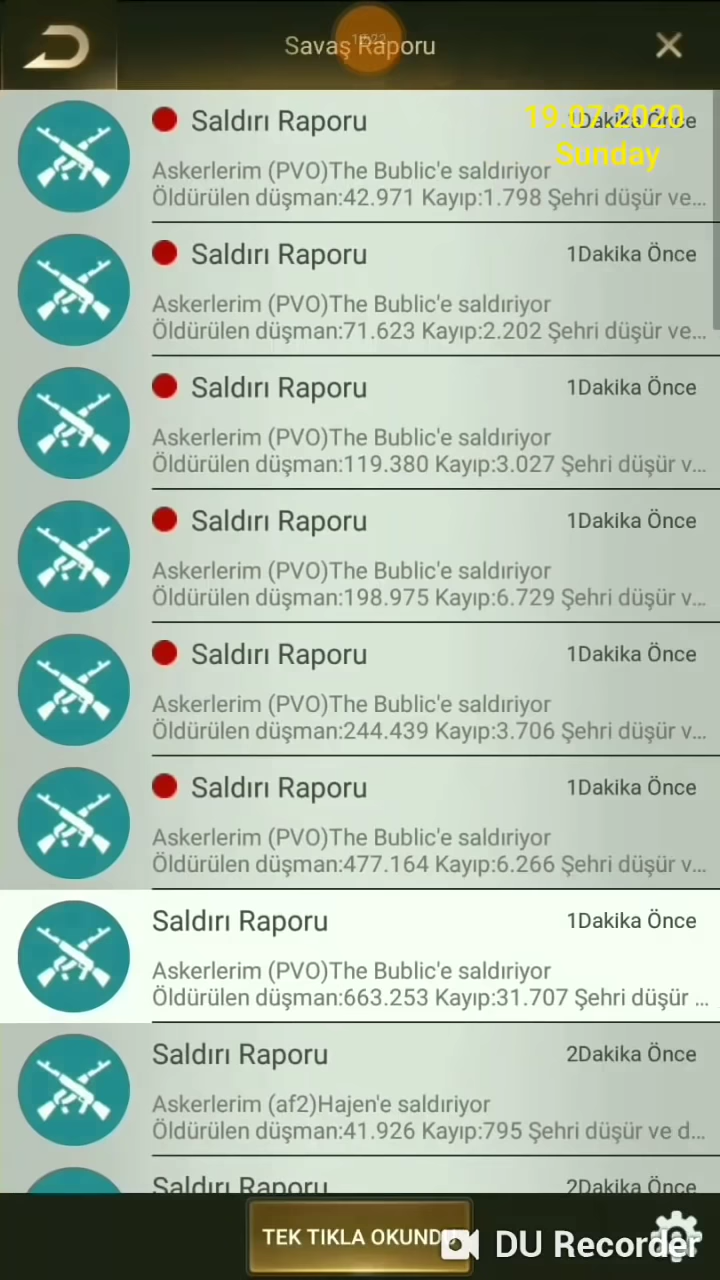 Savaş Raporu
19.07.2020
Sunday
Saldırı Raporu 1Dakika Önce
Askerlerim (PVO)The Bublic'e saldırıyor
Öldürülen düşman:42.971 Kayıp:1.798 Şehri düşür ve...
Saldırı Raporu 1Dakika Önce
Askerlerim (PVO)The Bublic'e saldırıyor
Öldürülen düşman:71.623 Kayıp:2.202 Şehri düşür ve...
Saldırı Raporu 1Dakika Önce
Askerlerim (PVO)The Bublic'e saldırıyor
Öldürülen düşman:119.380 Kayıp:3.027 Şehri düşür v...
Saldırı Raporu 1Dakika Önce
Askerlerim (PVO)The Bublic'e saldırıyor
Öldürülen düşman:198.975 Kayıp:6.729 Şehri düşür v...
Saldırı Raporu 1Dakika Önce
Askerlerim (PVO)The Bublic'e saldırıyor
Öldürülen düşman:244.439 Kayıp:3.706 Şehri düşür v...
Saldırı Raporu 1Dakika Önce
Askerlerim (PVO)The Bublic'e saldırıyor
Öldürülen düşman:477.164 Kayıp:6.266 Şehri düşür v...
Saldırı Raporu 1Dakika Önce
Askerlerim (PVO)The Bublic'e saldırıyor
Öldürülen düşman:663.253 Kayıp:31.707 Şehri düşür ...
Saldırı Raporu 2Dakika Önce
Askerlerim (af2)Hajen'e saldırıyor
Öldürülen düşman:41.926 Kayıp:795 Şehri düşür ve d...
Saldırı Raporu 2Dakika Önce
TEK TIKLA OKUNDU
DU Recorder